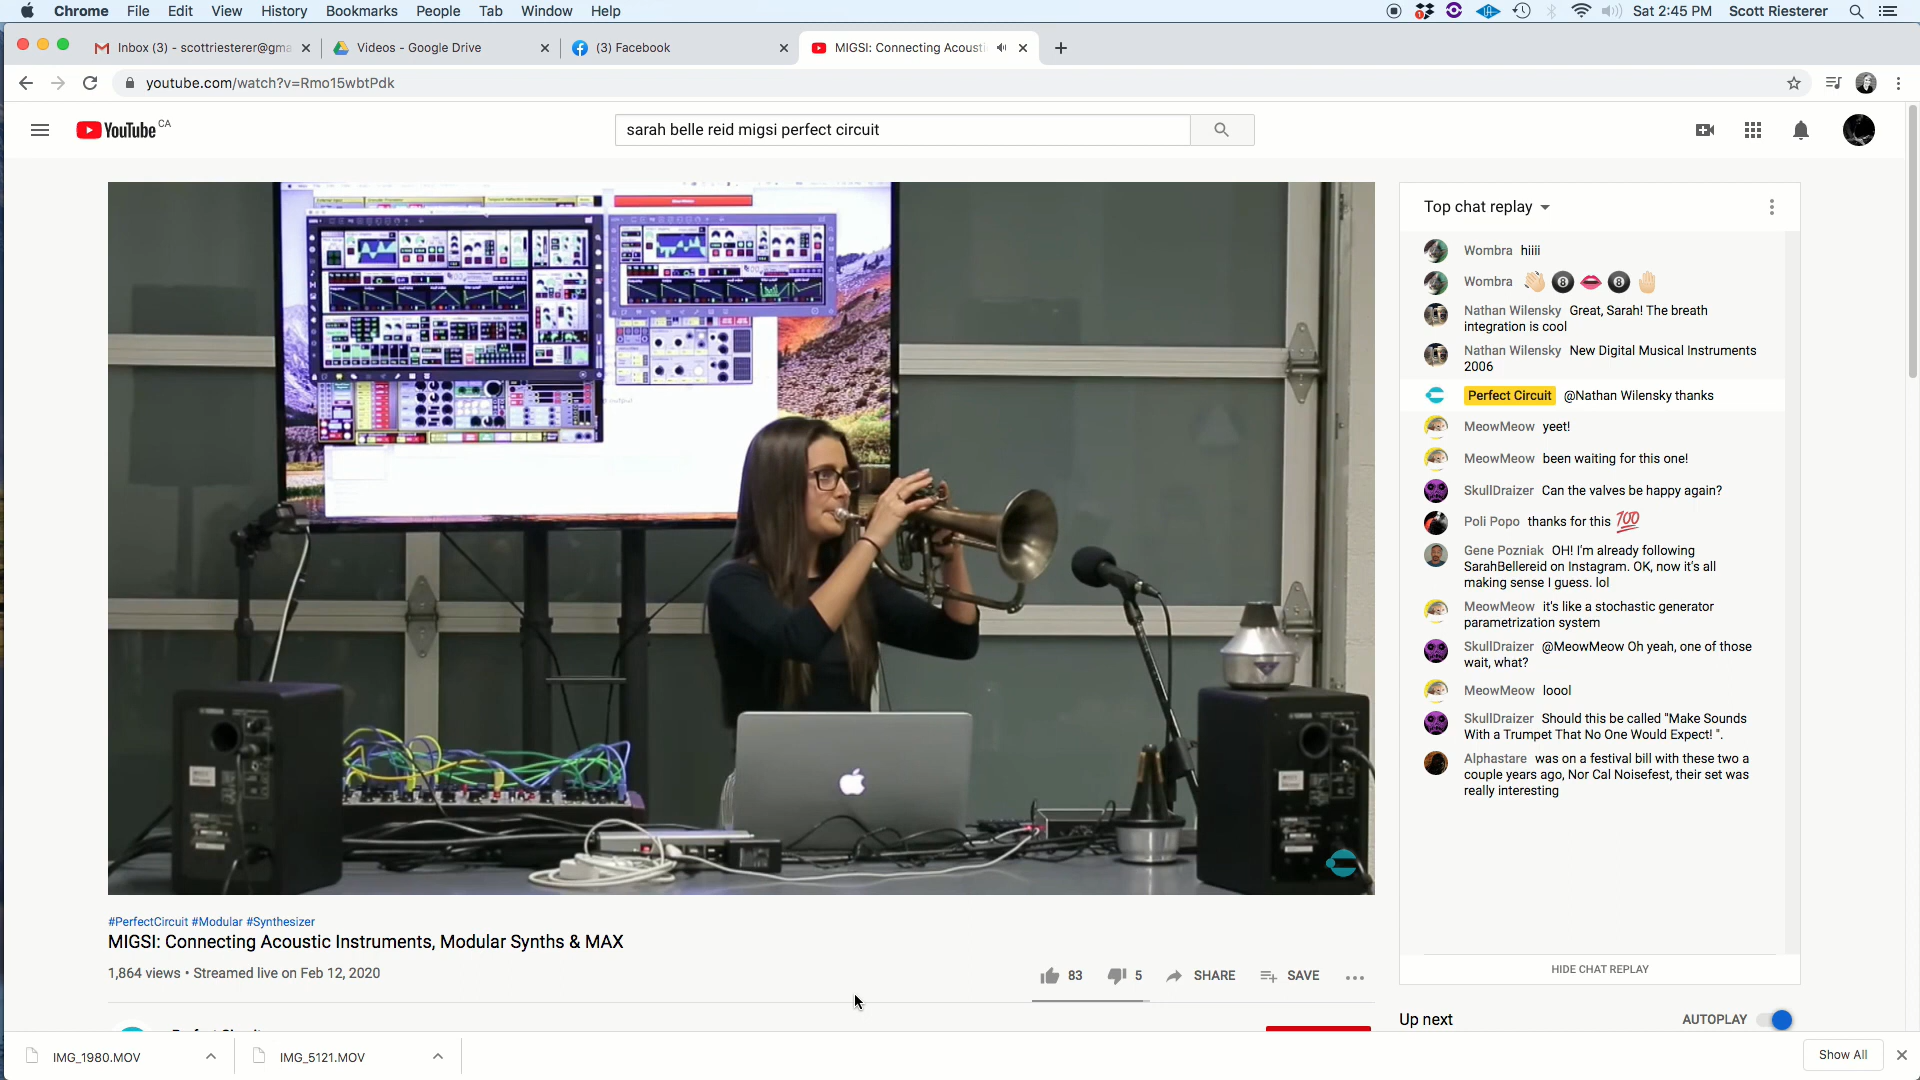 Chrome File Edit View History Bookmarks People Tab Window Help Sat 2:45 PM Scott Riesterer
Inbox (3) - scottriesterer@gma
Videos - Google Drive
(3) Facebook
MIGSI: Connecting Acousti
youtube.com/watch?v=Rmo15wbtPdk
YouTube CA
sarah belle reid migsi perfect circuit
Top chat replay
Wombra hiiii
Wombra 👏🏻 🎱 👄 🎱 🤚🏻
Nathan Wilensky Great, Sarah! The breath
integration is cool
Nathan Wilensky New Digital Musical Instruments
2006
Perfect Circuit @Nathan Wilensky thanks
MeowMeow yeet!
MeowMeow been waiting for this one!
SkullDraizer Can the valves be happy again?
Poli Popo thanks for this 💯
Gene Pozniak OH! I'm already following
SarahBellereid on Instagram. OK, now it's all
making sense I guess. lol
MeowMeow it's like a stochastic generator
parametrization system
SkullDraizer @MeowMeow Oh yeah, one of those
wait, what?
MeowMeow loool
SkullDraizer Should this be called "Make Sounds
With a Trumpet That No One Would Expect! ".
Alphastare was on a festival bill with these two a
couple years ago, Nor Cal Noisefest, their set was
really interesting
HIDE CHAT REPLAY
#PerfectCircuit #Modular #Synthesizer
MIGSI: Connecting Acoustic Instruments, Modular Synths & MAX
1,864 views • Streamed live on Feb 12, 2020
83 5 SHARE SAVE
Up next AUTOPLAY
IMG_1980.MOV
IMG_5121.MOV
Show All